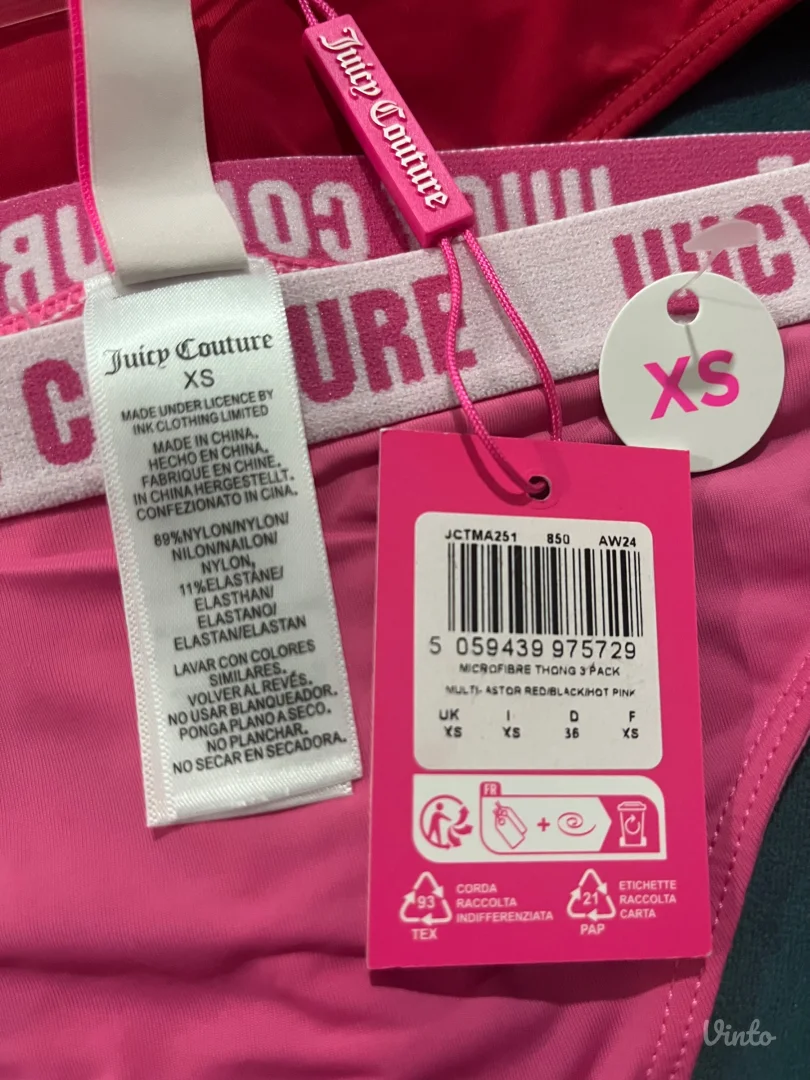 Juicy Couture
JUICY
C
URE
XS
Juicy Couture
XS
MADE UNDER LICENCE BY
INK CLOTHING LIMITED
MADE IN CHINA.
HECHO EN CHINA.
FABRIQUE EN CHINE.
IN CHINA HERGESTELLT.
CONFEZIONATO IN CINA.
89%NYLON/NYLON/
NILON/NAILON/
NYLON,
11%ELASTANE/
ELASTHAN/
ELASTANO/
ELASTAN/ELASTAN
LAVAR CON COLORES
SIMILARES.
VOLVER AL REVÉS.
NO USAR BLANQUEADOR.
PONGA PLANO A SECO.
NO PLANCHAR.
NO SECAR EN SECADORA.
JCTMA251 850 AW24
5 059439 975729
MICROFIBRE THONG 3 PACK
MULTI- ASTOR RED/BLACK/HOT PINK
UK I D F
XS XS 36 XS
FR
93
TEX
CORDA
RACCOLTA
INDIFFERENZIATA
21
PAP
ETICHETTE
RACCOLTA
CARTA
Vinto